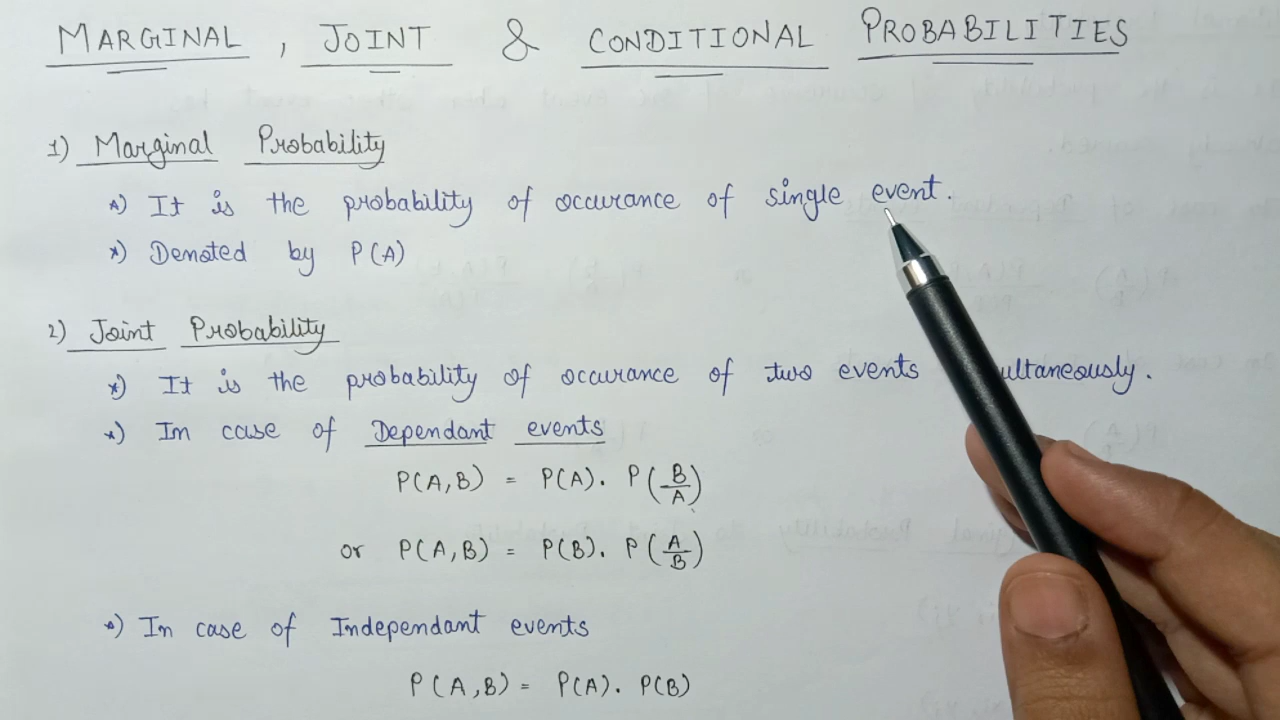 MARGINAL, JOINT & CONDITIONAL PROBABILITIES
1) Marginal Probability
*) It is the probability of occurance of single event.
*) Denoted by P(A)
2) Joint Probability
*) It is the probability of occurance of two events ultaneously.
*) In case of Dependant events
P(A,B) = P(A). P(B/A)
or P(A,B) = P(B). P(A/B)
*) In case of Independant events
P(A,B) = P(A). P(B)